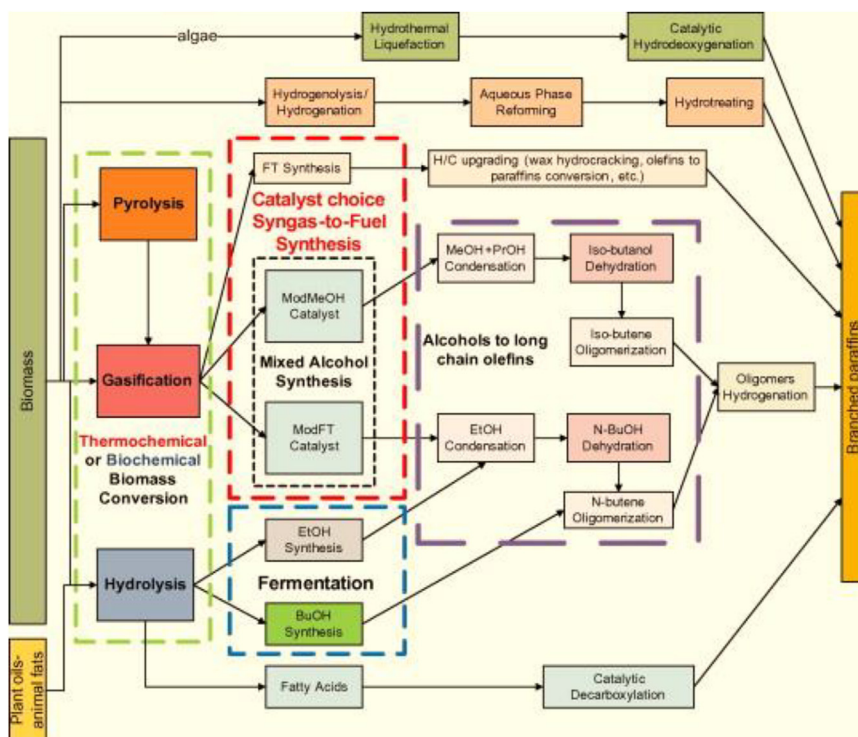 algae
Hydrothermal
Liquefaction
Catalytic
Hydrodeoxygenation
Hydrogenolysis/
Hydrogenation
Aqueous Phase
Reforming
Hydrotreating
FT Synthesis
H/C upgrading (wax hydrocracking, olefins to
paraffins conversion, etc.)
Biomass
Pyrolysis
Gasification
Thermochemical
or Biochemical
Biomass
Conversion
Hydrolysis
Catalyst choice
Syngas-to-Fuel
Synthesis
ModMeOH
Catalyst
Mixed Alcohol
Synthesis
ModFT
Catalyst
MeOH+PrOH
Condensation
Iso-butanol
Dehydration
Alcohols to long
chain olefins
Iso-butene
Oligomerization
EtOH
Condensation
N-BuOH
Dehydration
N-butene
Oligomerization
Oligomers
Hydrogenation
Branched paraffins
EtOH
Synthesis
Fermentation
BuOH
Synthesis
Plant oils-
animal fats
Fatty Acids
Catalytic
Decarboxylation